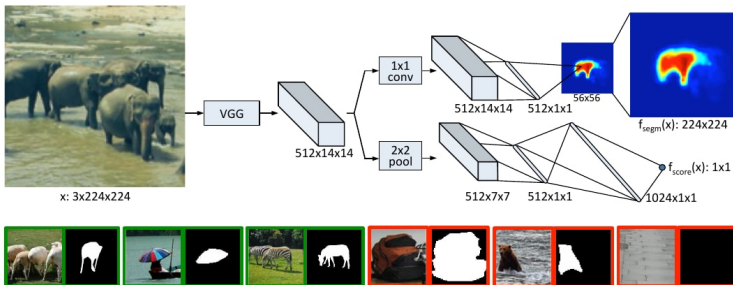 x: 3x224x224
VGG
512x14x14
1x1
conv
512x14x14
512x1x1
56x56
f_segm(x): 224x224
2x2
pool
512x7x7
512x1x1
1024x1x1
f_score(x): 1x1